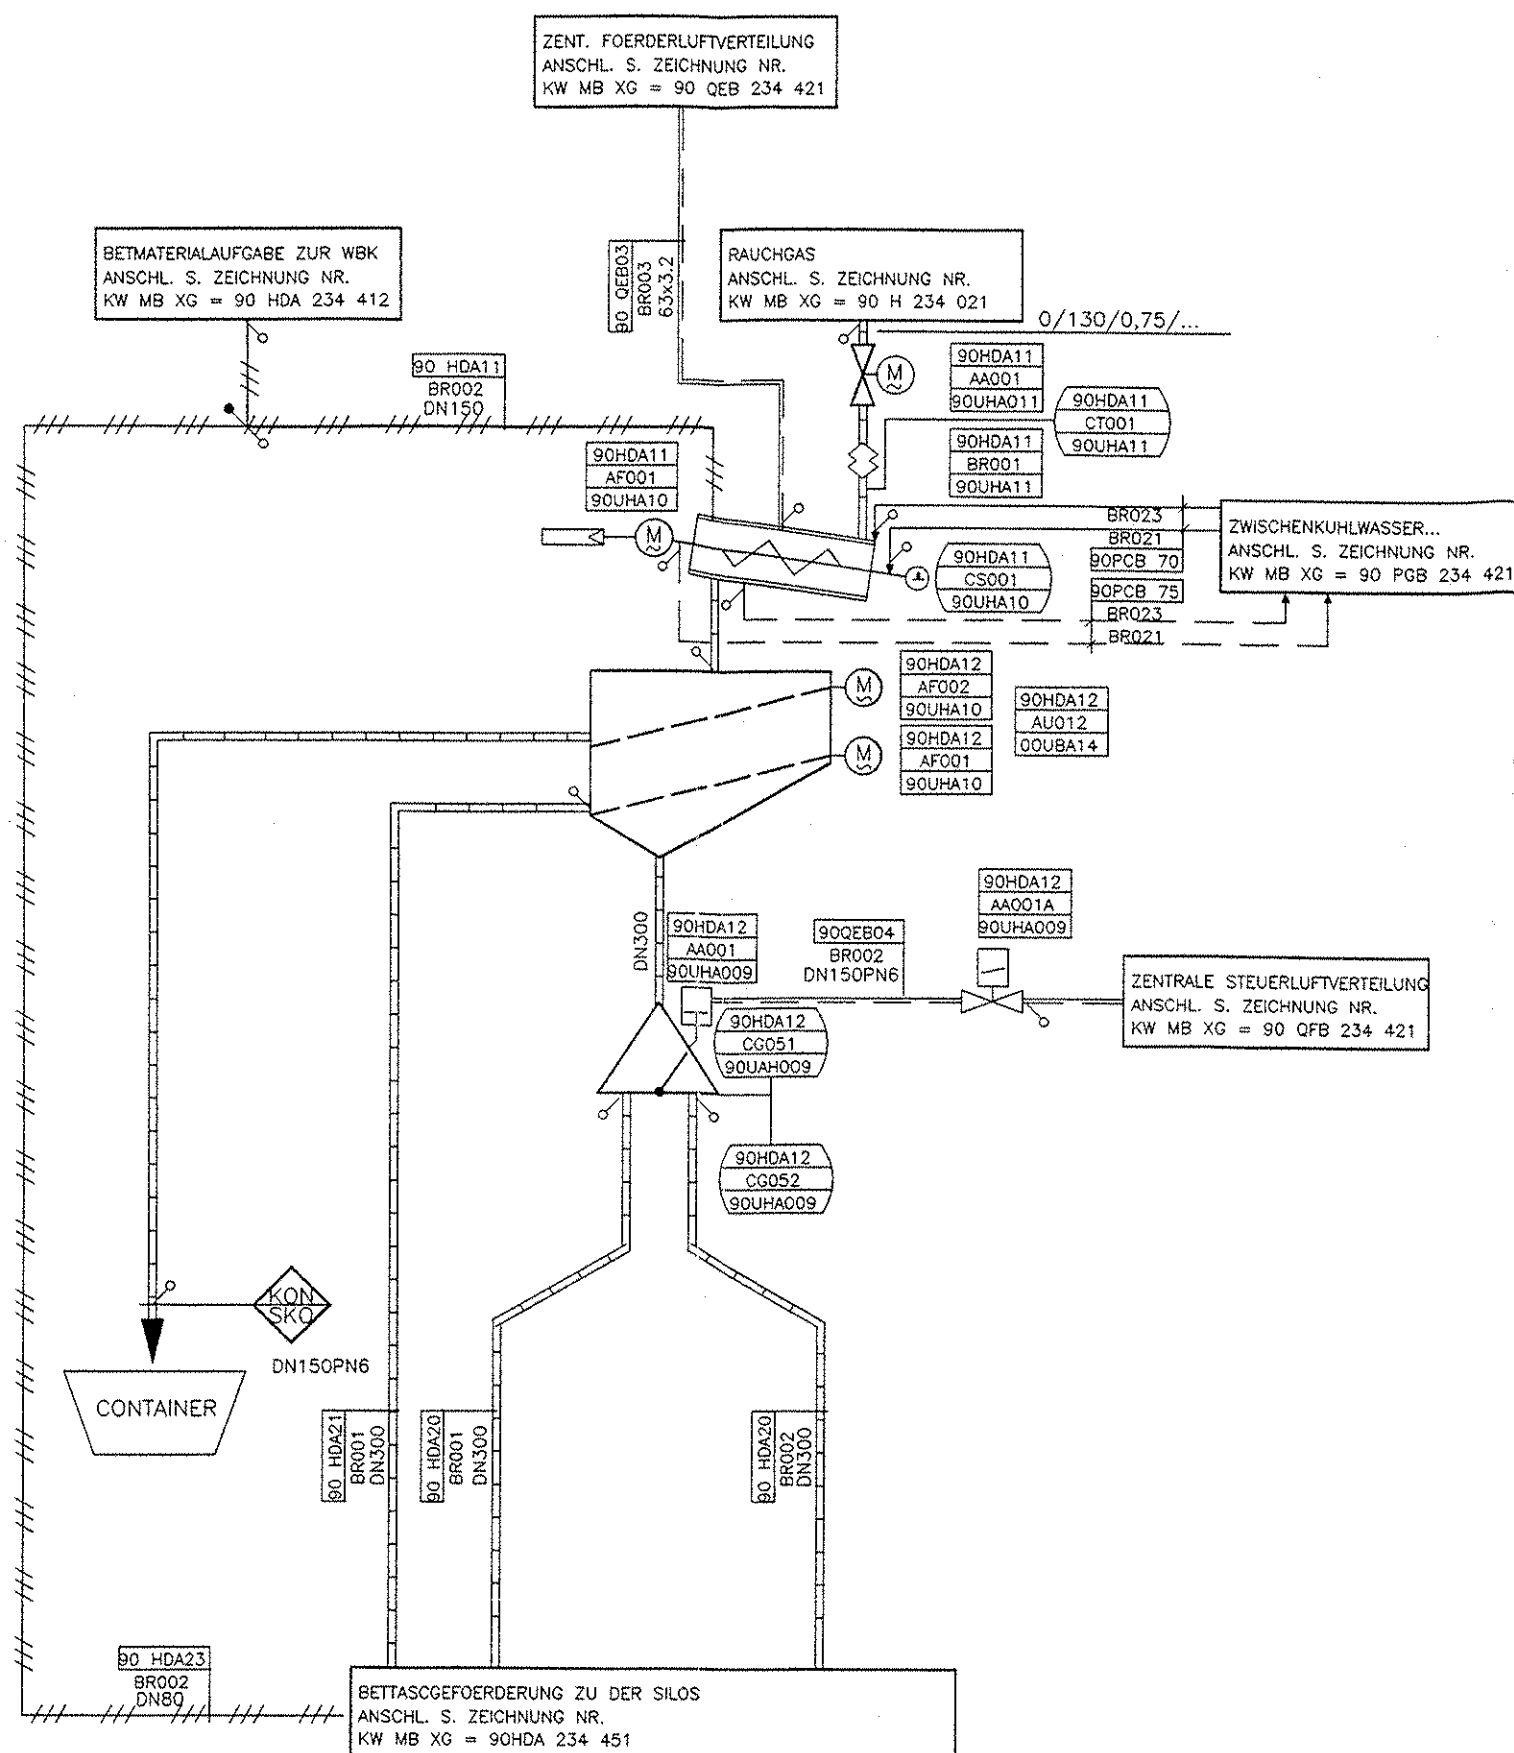 ZENT. FOERDERLUFTVERTEILUNG
ANSCHL. S. ZEICHNUNG NR.
KW MB XG = 90 QEB 234 421
BETMATERIALAUFGABE ZUR WBK
ANSCHL. S. ZEICHNUNG NR.
KW MB XG = 90 HDA 234 412
90 QEB03
BR003
63x3.2
RAUCHGAS
ANSCHL. S. ZEICHNUNG NR.
KW MB XG = 90 H 234 021
0/130/0,75/...
90 HDA11
BR002
DN150
M
90HDA11
AA001
90UHA011
90HDA11
CT001
90UHA11
90HDA11
AF001
90UHA10
90HDA11
BR001
90UHA11
M
BR023
BR021
90PCB 70
ZWISCHENKUHLWASSER...
ANSCHL. S. ZEICHNUNG NR.
KW MB XG = 90 PGB 234 421
90HDA11
CS001
90UHA10
90PCB 75
BR023
BR021
M
90HDA12
AF002
90UHA10
90HDA12
AU012
00UBA14
M
90HDA12
AF001
90UHA10
DN300
90HDA12
AA001
90UHA009
90QEB04
BR002
DN150PN6
90HDA12
AA001A
90UHA009
ZENTRALE STEUERLUFTVERTEILUNG
ANSCHL. S. ZEICHNUNG NR.
KW MB XG = 90 QFB 234 421
90HDA12
CG051
90UAH009
90HDA12
CG052
90UHA009
KON
SKO
DN150PN6
CONTAINER
90 HDA21
BR001
DN300
90 HDA20
BR001
DN300
90 HDA20
BR002
DN300
90 HDA23
BR002
DN80
BETTASCGEFOERDERUNG ZU DER SILOS
ANSCHL. S. ZEICHNUNG NR.
KW MB XG = 90HDA 234 451